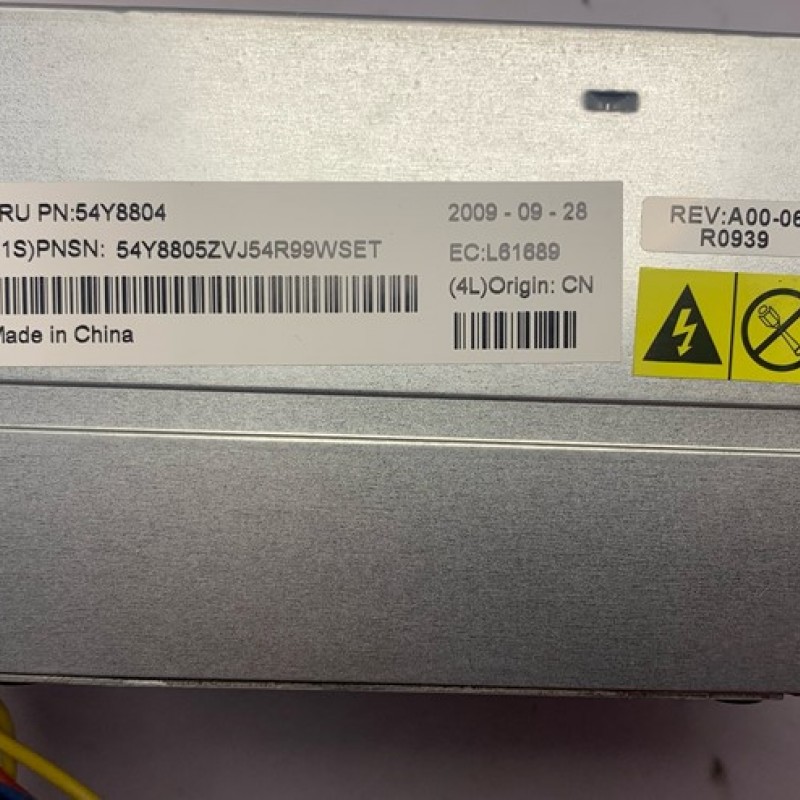 RU PN:54Y8804
2009 - 09 - 28
1S)PNSN: 54Y8805ZVJ54R99WSET
EC:L61689
(4L)Origin: CN
Made in China
REV:A00-06
R0939